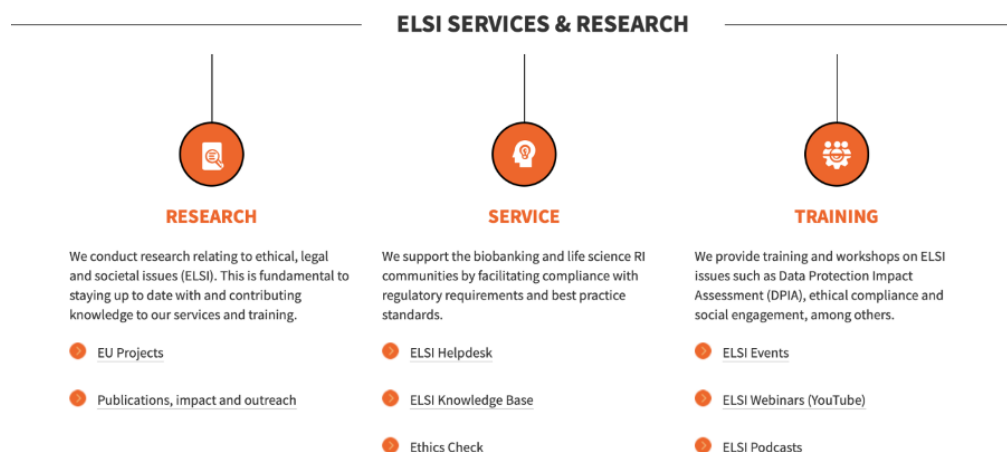 ELSI SERVICES & RESEARCH
RESEARCH
We conduct research relating to ethical, legal
and societal issues (ELSI). This is fundamental to
staying up to date with and contributing
knowledge to our services and training.
EU Projects
Publications, impact and outreach
SERVICE
We support the biobanking and life science RI
communities by facilitating compliance with
regulatory requirements and best practice
standards.
ELSI Helpdesk
ELSI Knowledge Base
Ethics Check
TRAINING
We provide training and workshops on ELSI
issues such as Data Protection Impact
Assessment (DPIA), ethical compliance and
social engagement, among others.
ELSI Events
ELSI Webinars (YouTube)
ELSI Podcasts